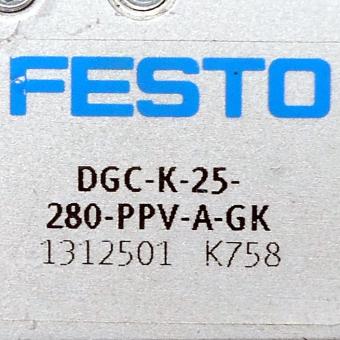 FESTO
DGC-K-25-
280-PPV-A-GK
1312501 K758